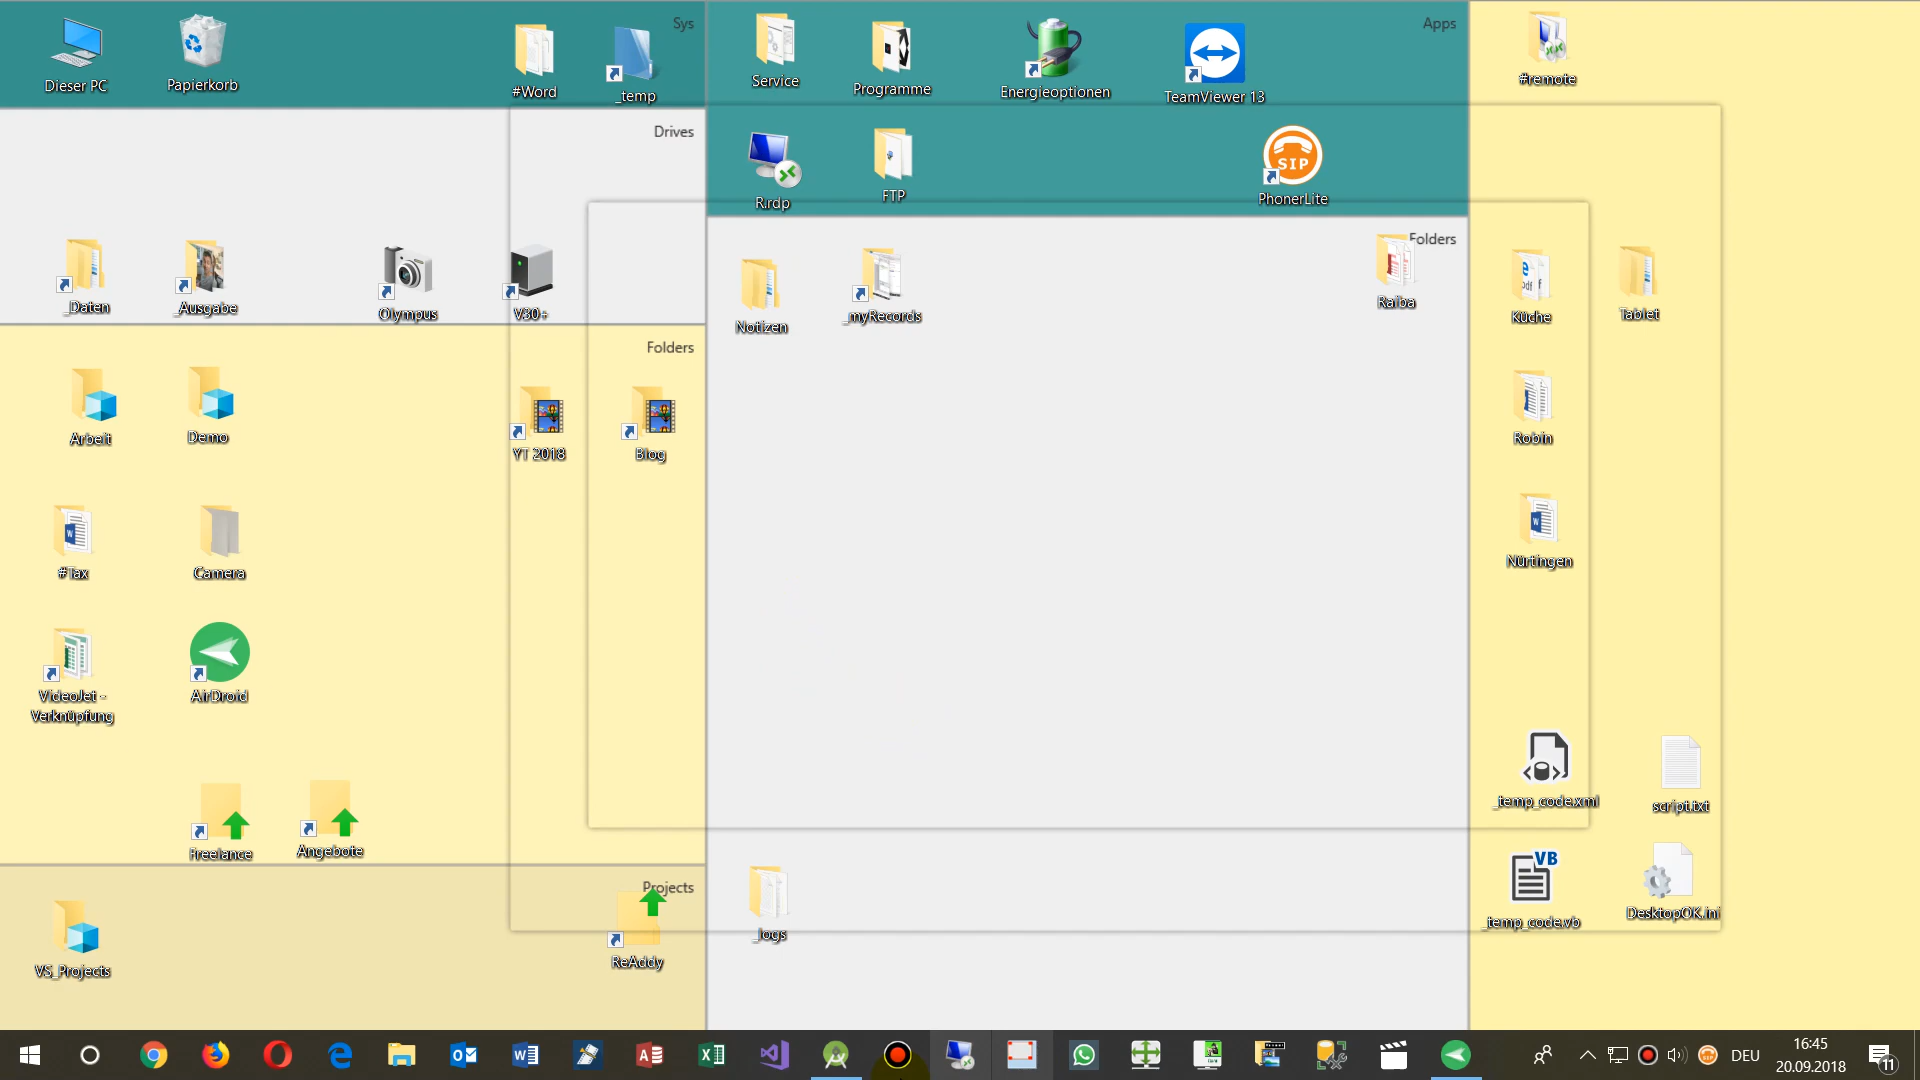 Sys
Apps
Dieser PC
Papierkorb
#Word
_temp
Service
Programme
Energieoptionen
TeamViewer 13
#remote
Drives
R.rdp
FTP
SIP
PhonerLite
Folders
_Daten
_Ausgabe
Olympus
V30+
Notizen
_myRecords
Raiba
Küche
Tablet
Folders
Arbeit
Demo
YT 2018
Blog
Robin
#Tax
Camera
Nürtingen
VideoJet -
Verknüpfung
AirDroid
_temp_code.xml
script.txt
Freelance
Angebote
Projects
VS_Projects
ReAddy
_logs
VB
_temp_code.vb
DesktopOK.ini
DEU
16:45
20.09.2018
11